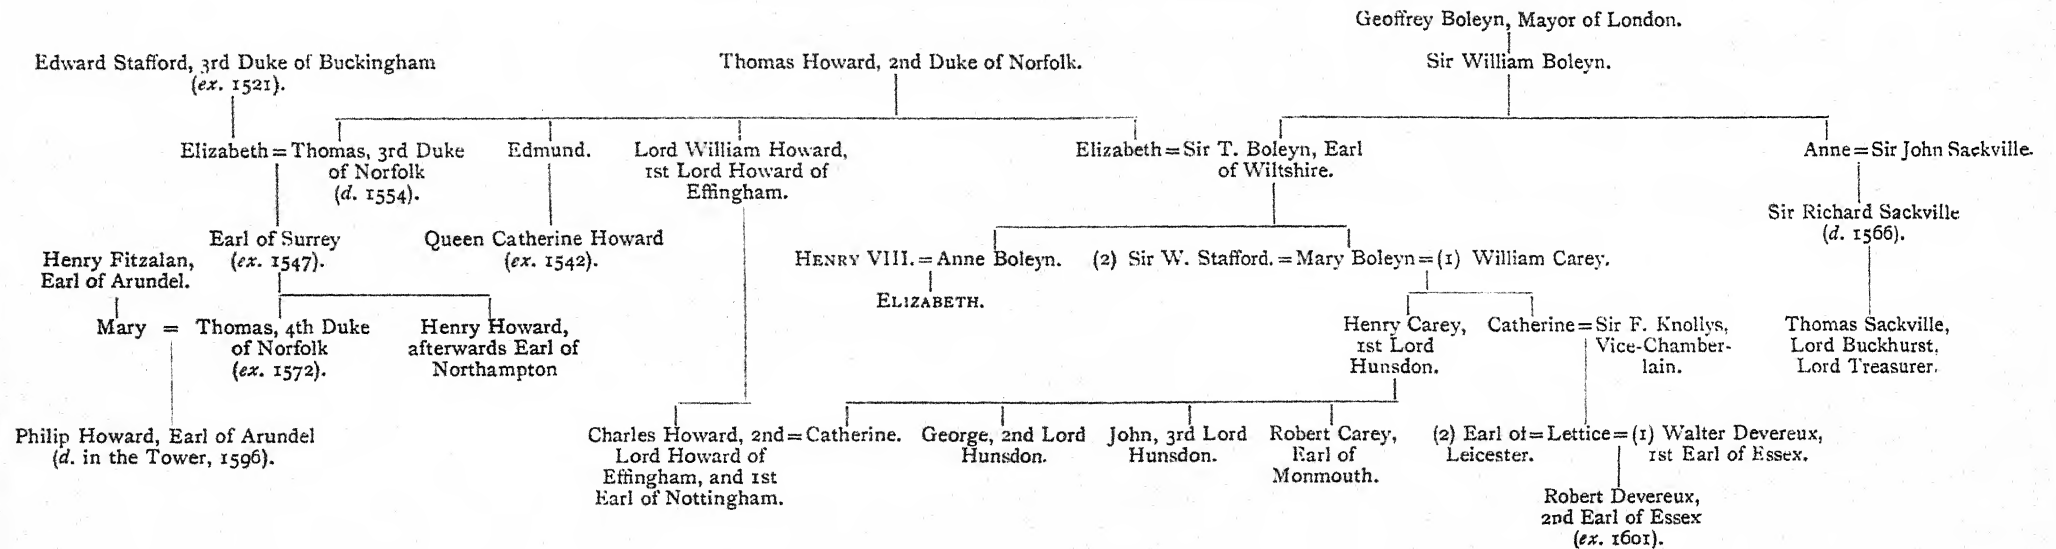 Geoffrey Boleyn, Mayor of London.
Edward Stafford, 3rd Duke of Buckingham
(ex. 1521).
Thomas Howard, 2nd Duke of Norfolk.
Sir William Boleyn.
Elizabeth = Thomas, 3rd Duke
of Norfolk
(d. 1554).
Edmund.
Lord William Howard,
1st Lord Howard of
Effingham.
Elizabeth = Sir T. Boleyn, Earl
of Wiltshire.
Anne = Sir John Sackville.
Sir Richard Sackville
(d. 1566).
Earl of Surrey
(ex. 1547).
Queen Catherine Howard
(ex. 1542).
Henry Fitzalan,
Earl of Arundel.
HENRY VIII. = Anne Boleyn.
(2) Sir W. Stafford. = Mary Boleyn = (1) William Carey.
ELIZABETH.
Mary = Thomas, 4th Duke
of Norfolk
(ex. 1572).
Henry Howard,
afterwards Earl of
Northampton
Henry Carey,
1st Lord
Hunsdon.
Catherine = Sir F. Knollys,
Vice-Chamber-
lain.
Thomas Sackville,
Lord Buckhurst,
Lord Treasurer.
Philip Howard, Earl of Arundel
(d. in the Tower, 1596).
Charles Howard, 2nd = Catherine.
Lord Howard of
Effingham, and 1st
Earl of Nottingham.
George, 2nd Lord
Hunsdon.
John, 3rd Lord
Hunsdon.
Robert Carey,
Earl of
Monmouth.
(2) Earl of = Lettice = (1) Walter Devereux,
Leicester. 1st Earl of Essex.
Robert Devereux,
2nd Earl of Essex
(ex. 1601).